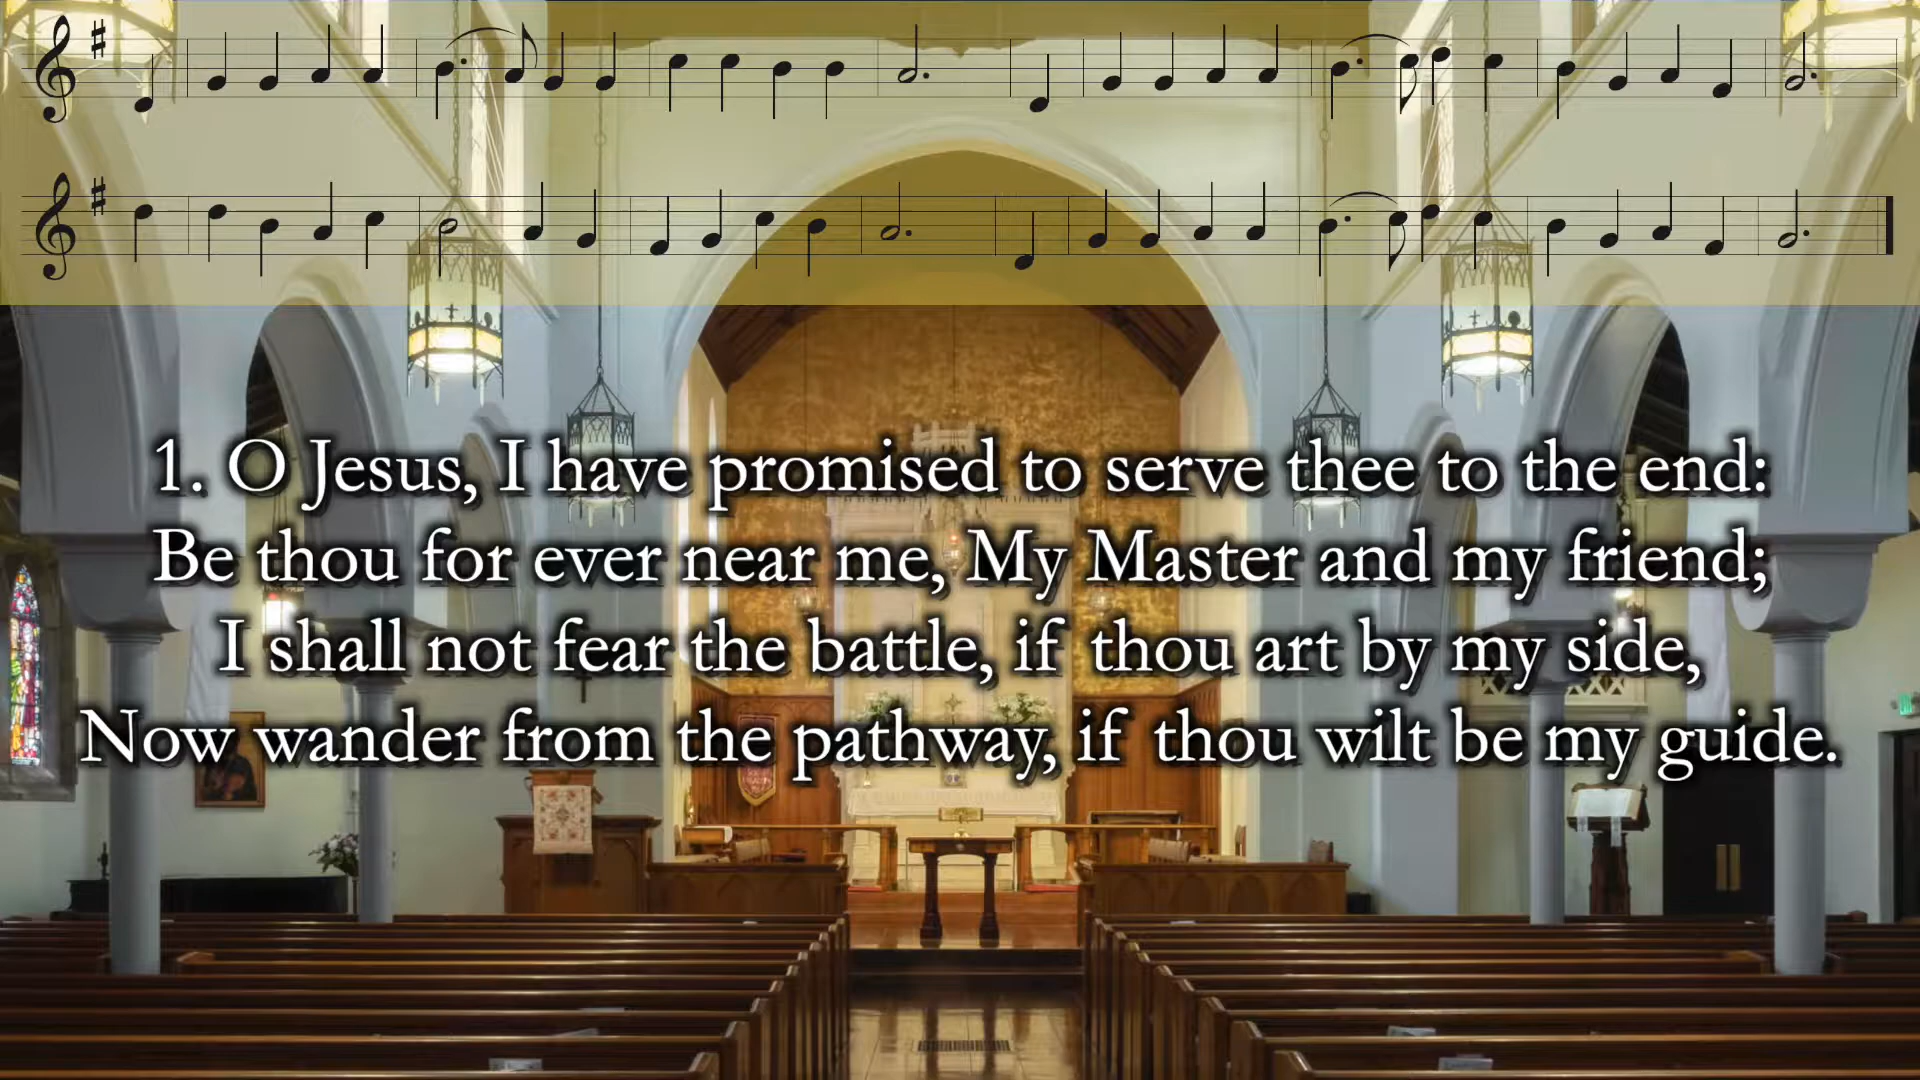 1. O Jesus, I have promised to serve thee to the end:
Be thou for ever near me, My Master and my friend;
I shall not fear the battle, if thou art by my side,
Now wander from the pathway, if thou wilt be my guide.